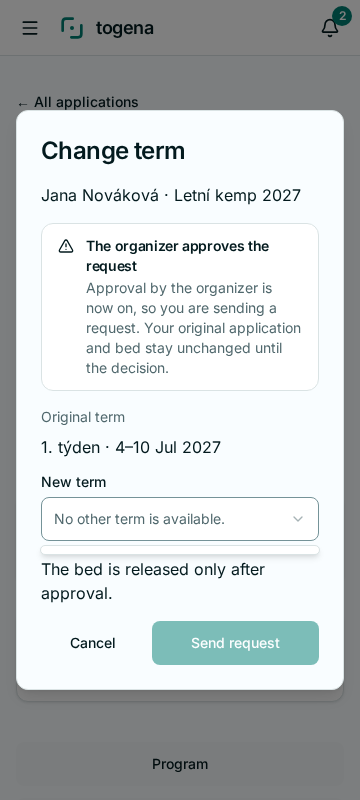 togena
2
← All applications
Change term
Jana Nováková · Letní kemp 2027
The organizer approves the
request
Approval by the organizer is
now on, so you are sending a
request. Your original application
and bed stay unchanged until
the decision.
Original term
1. týden · 4–10 Jul 2027
New term
No other term is available.
The bed is released only after
approval.
Cancel
Send request
Program